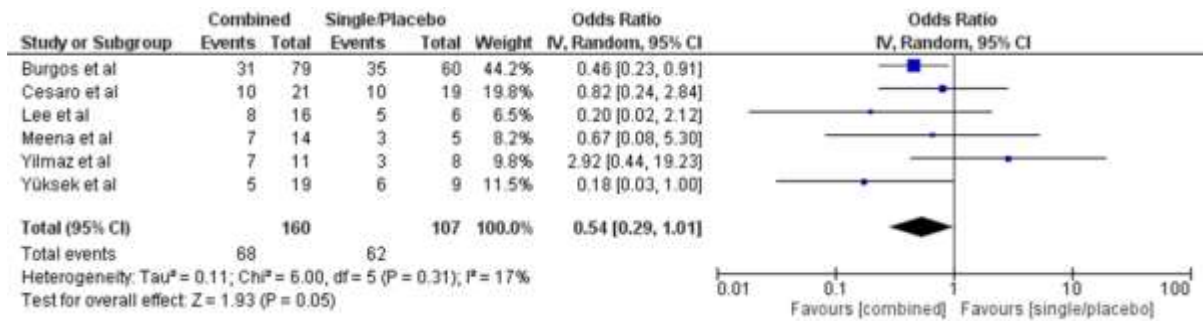 Combined Single/Placebo Odds Ratio Odds Ratio
Study or Subgroup Events Total Events Total Weight IV, Random, 95% CI IV, Random, 95% CI
Burgos et al 31 79 35 60 44.2% 0.46 [0.23, 0.91]
Cesaro et al 10 21 10 19 19.8% 0.82 [0.24, 2.84]
Lee et al 8 16 5 6 6.5% 0.20 [0.02, 2.12]
Meena et al 7 14 3 5 8.2% 0.67 [0.08, 5.30]
Yilmaz et al 7 11 3 8 9.8% 2.92 [0.44, 19.23]
Yüksek et al 5 19 6 9 11.5% 0.18 [0.03, 1.00]
Total (95% CI) 160 107 100.0% 0.54 [0.29, 1.01]
Total events 68 62
Heterogeneity: Tau² = 0.11; Chi² = 6.00, df = 5 (P = 0.31); I² = 17%
Test for overall effect: Z = 1.93 (P = 0.05)
0.01 0.1 1 10 100
Favours [combined] Favours [single/placebo]